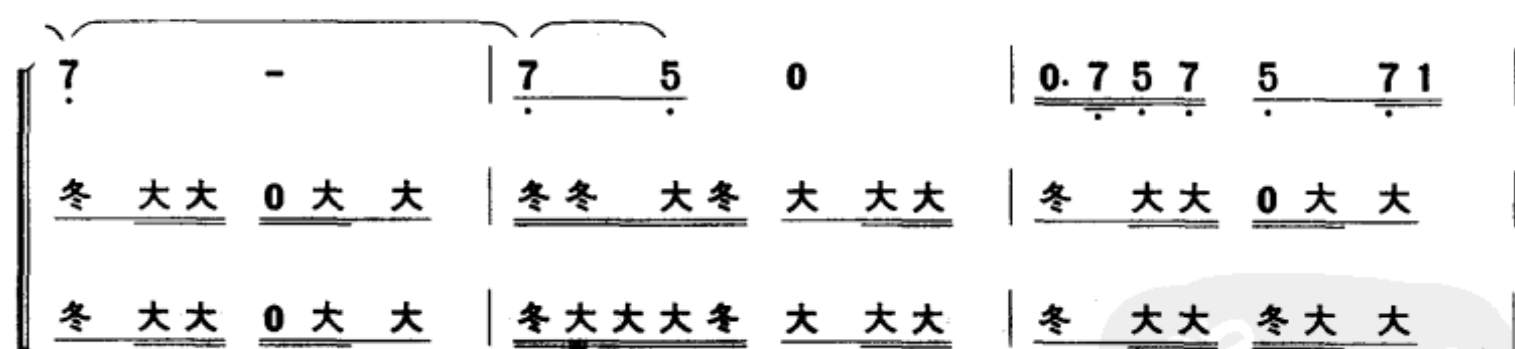 7 - | 7 5 0 | 0. 7 5 7 5 7 1 |
冬 大大 0大 大 | 冬冬 大冬 大 大大 | 冬 大大 0大 大 |
冬 大大 0大 大 | 冬大大大冬 大 大大 | 冬 大大 冬大 大 |